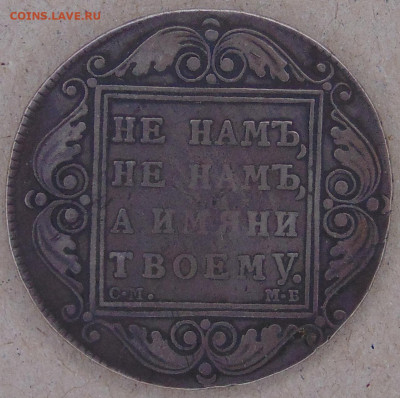 COINS.LAVE.RU
НЕ НАМЪ,
НЕ НАМЪ,
А ИМЯНИ
ТВОЕМУ.
С·М. М·Б